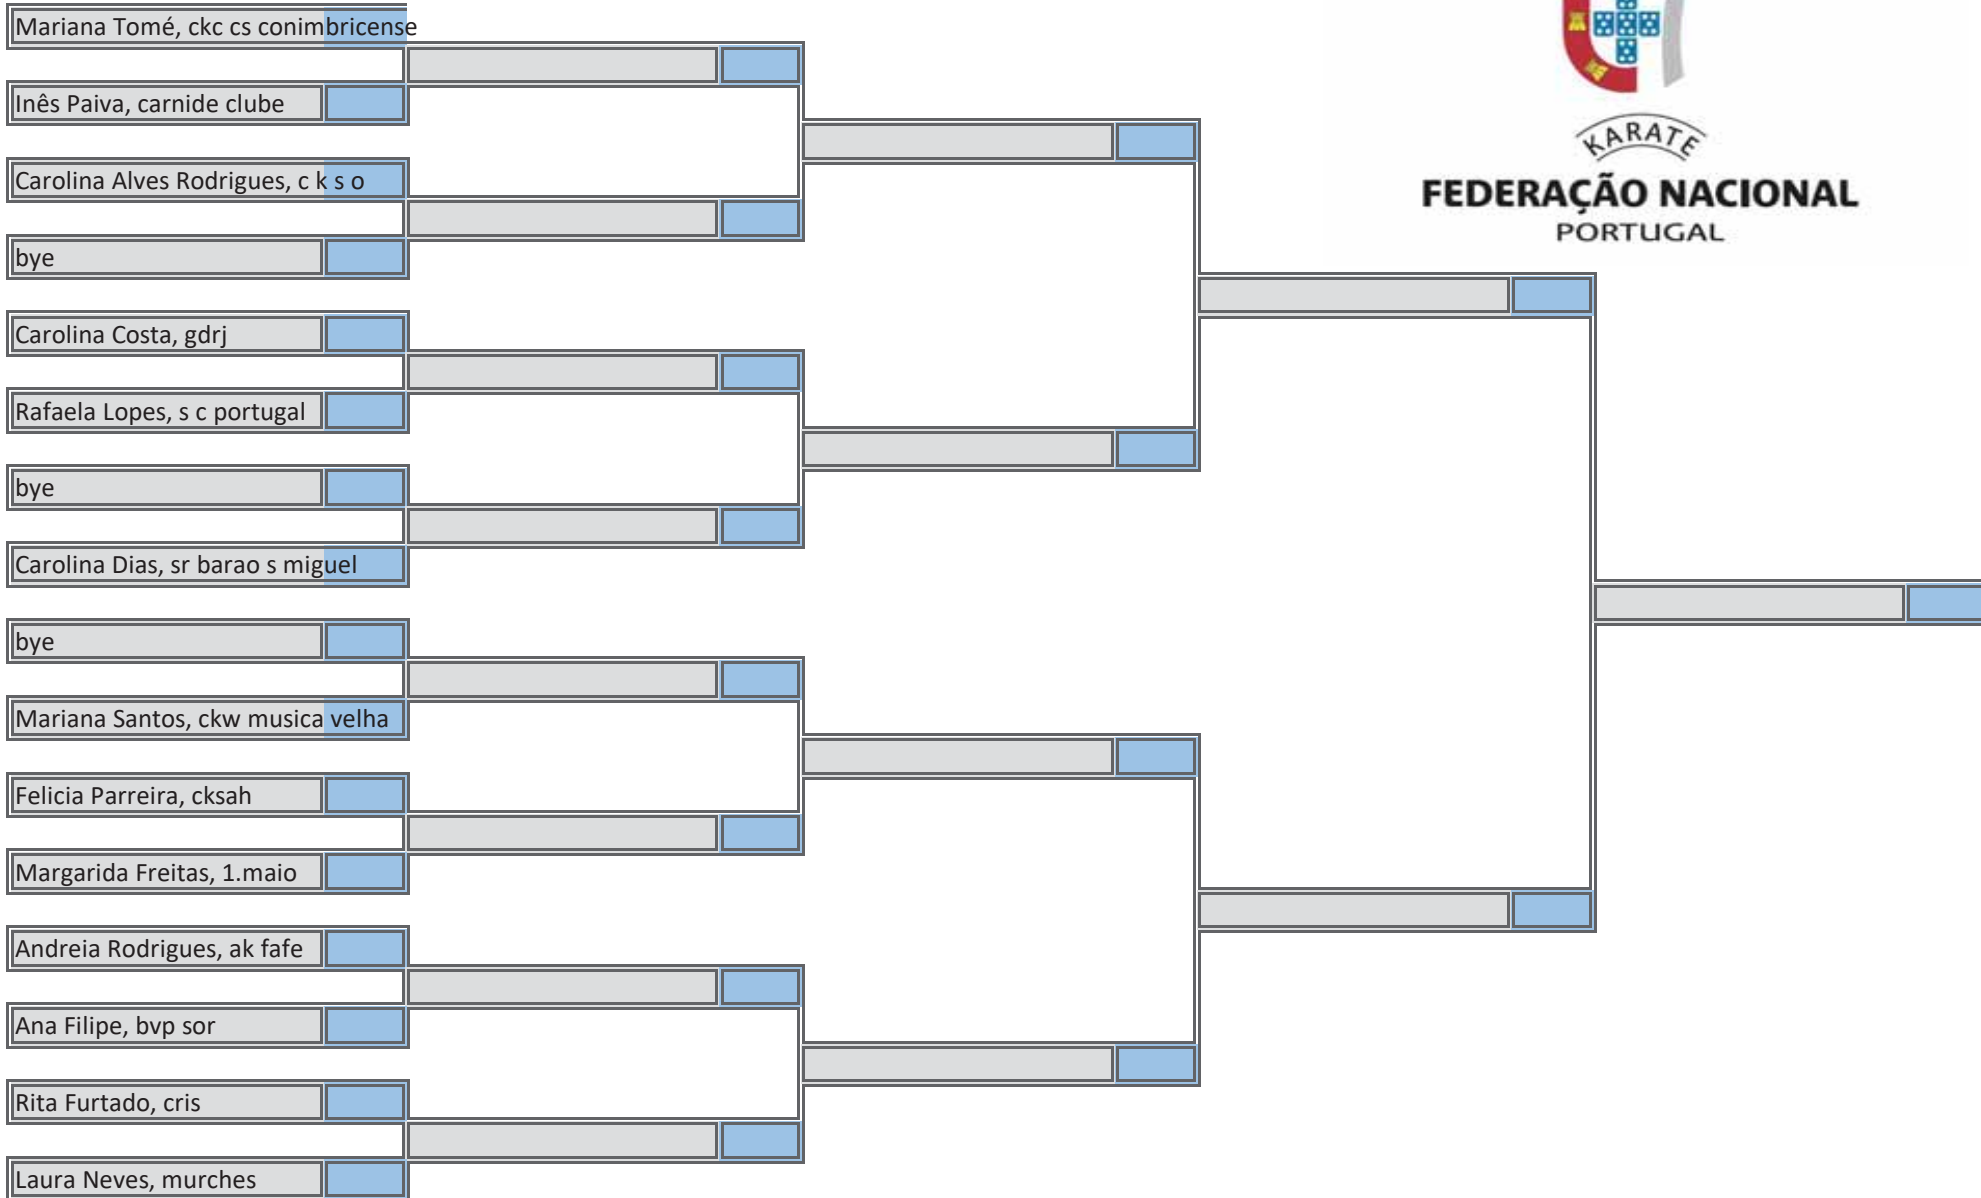 Mariana Tomé, ckc cs conimbricense
Inês Paiva, carnide clube
Carolina Alves Rodrigues, c k s o
bye
Carolina Costa, gdrj
Rafaela Lopes, s c portugal
bye
Carolina Dias, sr barao s miguel
bye
Mariana Santos, ckw musica velha
Felicia Parreira, cksah
Margarida Freitas, 1.maio
Andreia Rodrigues, ak fafe
Ana Filipe, bvp sor
Rita Furtado, cris
Laura Neves, murches
KARATE
FEDERAÇÃO NACIONAL
PORTUGAL